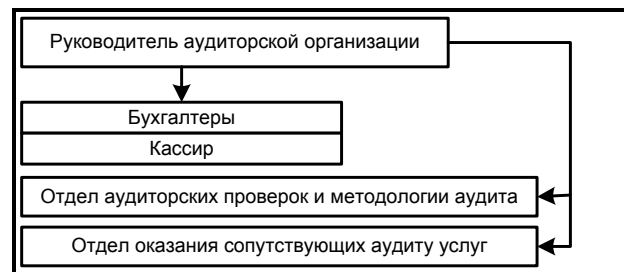 Руководитель аудиторской организации
Бухгалтеры
Кассир
Отдел аудиторских проверок и методологии аудита
Отдел оказания сопутствующих аудиту услуг